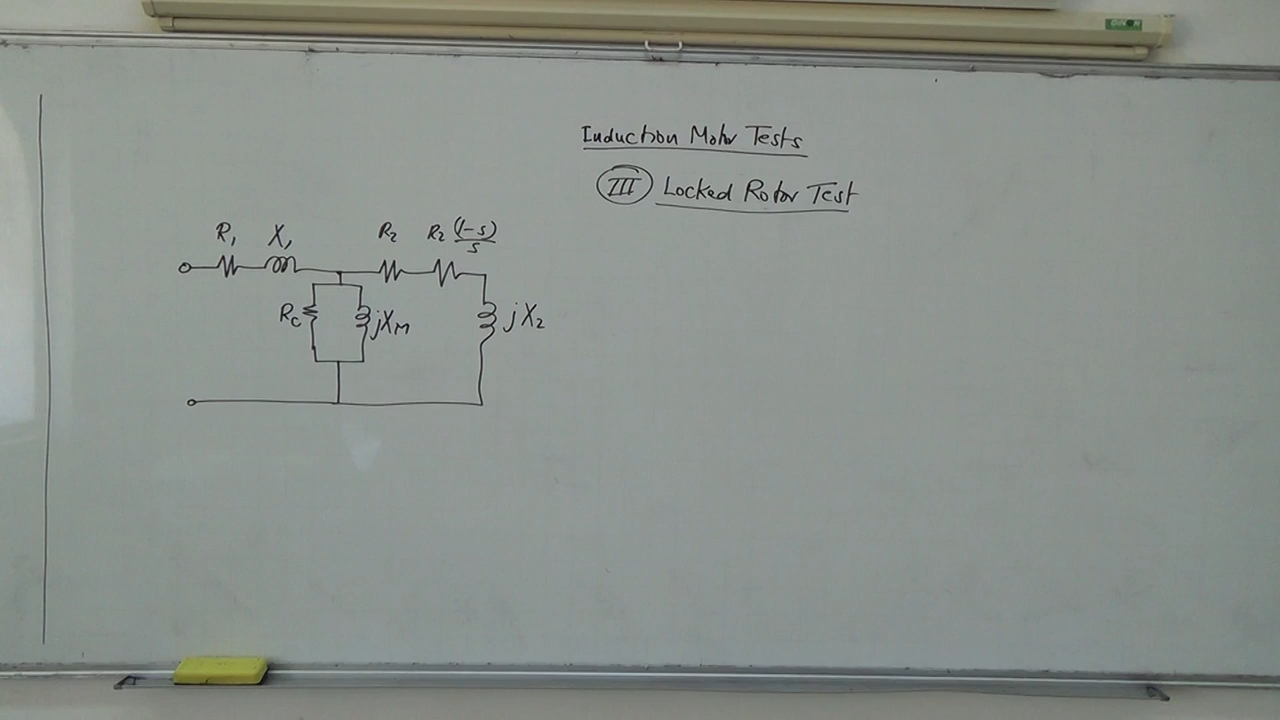 Induction Motor Tests
III Locked Rotor Test
R1 X1 R2 R2 (1-s)/s
RC jXM jX2